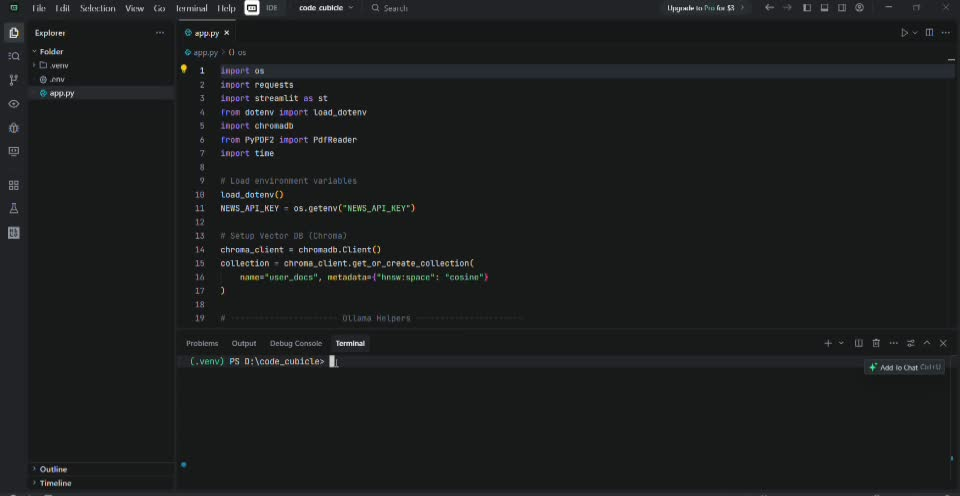 File Edit Selection View Go Terminal Help IDE code_cubicle Search Upgrade to Pro for $3
Explorer
Folder
.venv
.env
app.py
Outline
Timeline
app.py
app.py > os
1 import os
2 import requests
3 import streamlit as st
4 from dotenv import load_dotenv
5 import chromadb
6 from PyPDF2 import PdfReader
7 import time
8
9 # Load environment variables
10 load_dotenv()
11 NEWS_API_KEY = os.getenv("NEWS_API_KEY")
12
13 # Setup Vector DB (Chroma)
14 chroma_client = chromadb.Client()
15 collection = chroma_client.get_or_create_collection(
16 name="user_docs", metadata={"hnsw:space": "cosine"}
17 )
18
19 # ---------------------- Ollama Helpers ----------------------
Problems Output Debug Console Terminal
(.venv) PS D:\code_cubicle>
Add To Chat Ctrl+U